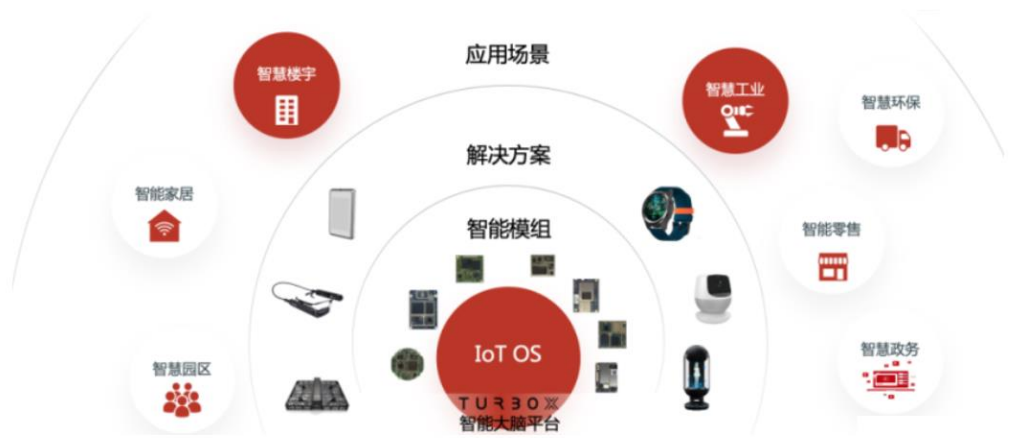 应用场景
智慧楼宇
智慧工业
智慧环保
解决方案
智能家居
智能模组
智能零售
IoT OS
智慧园区
智慧政务
TURBOX
智能大脑平台